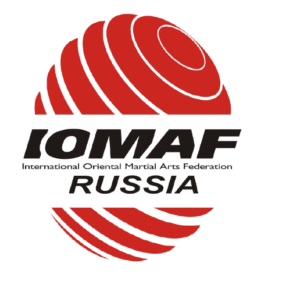 IOMAF
International Oriental Martial Arts Federation
RUSSIA